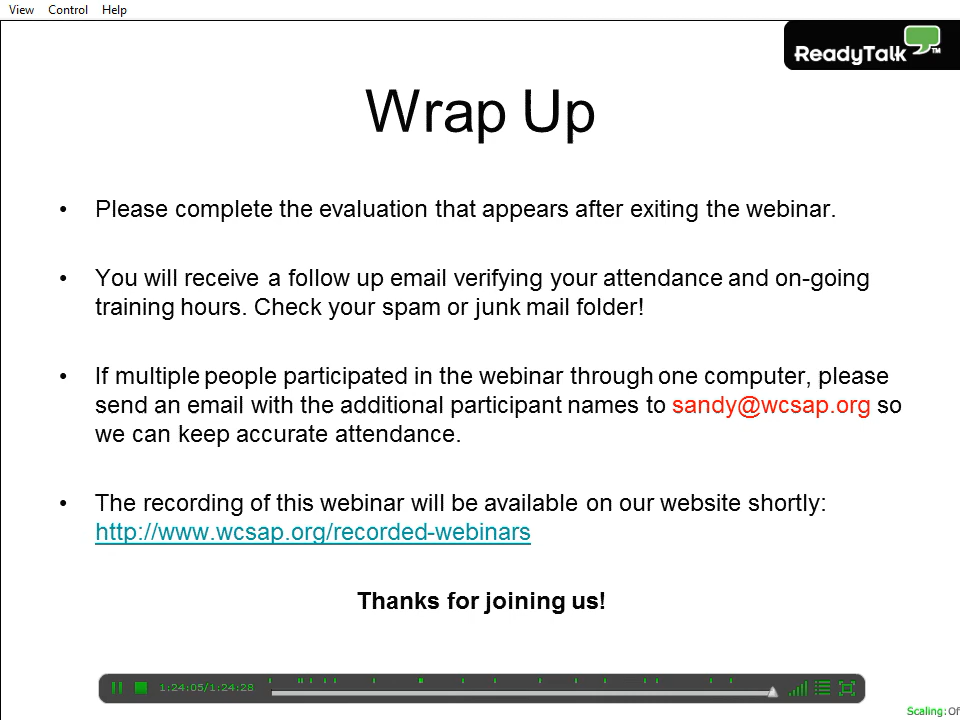 View Control Help
ReadyTalk™
Wrap Up
• Please complete the evaluation that appears after exiting the webinar.
• You will receive a follow up email verifying your attendance and on-going
training hours. Check your spam or junk mail folder!
• If multiple people participated in the webinar through one computer, please
send an email with the additional participant names to sandy@wcsap.org so
we can keep accurate attendance.
• The recording of this webinar will be available on our website shortly:
http://www.wcsap.org/recorded-webinars
Thanks for joining us!
1:24:05/1:24:28
Scaling:Of